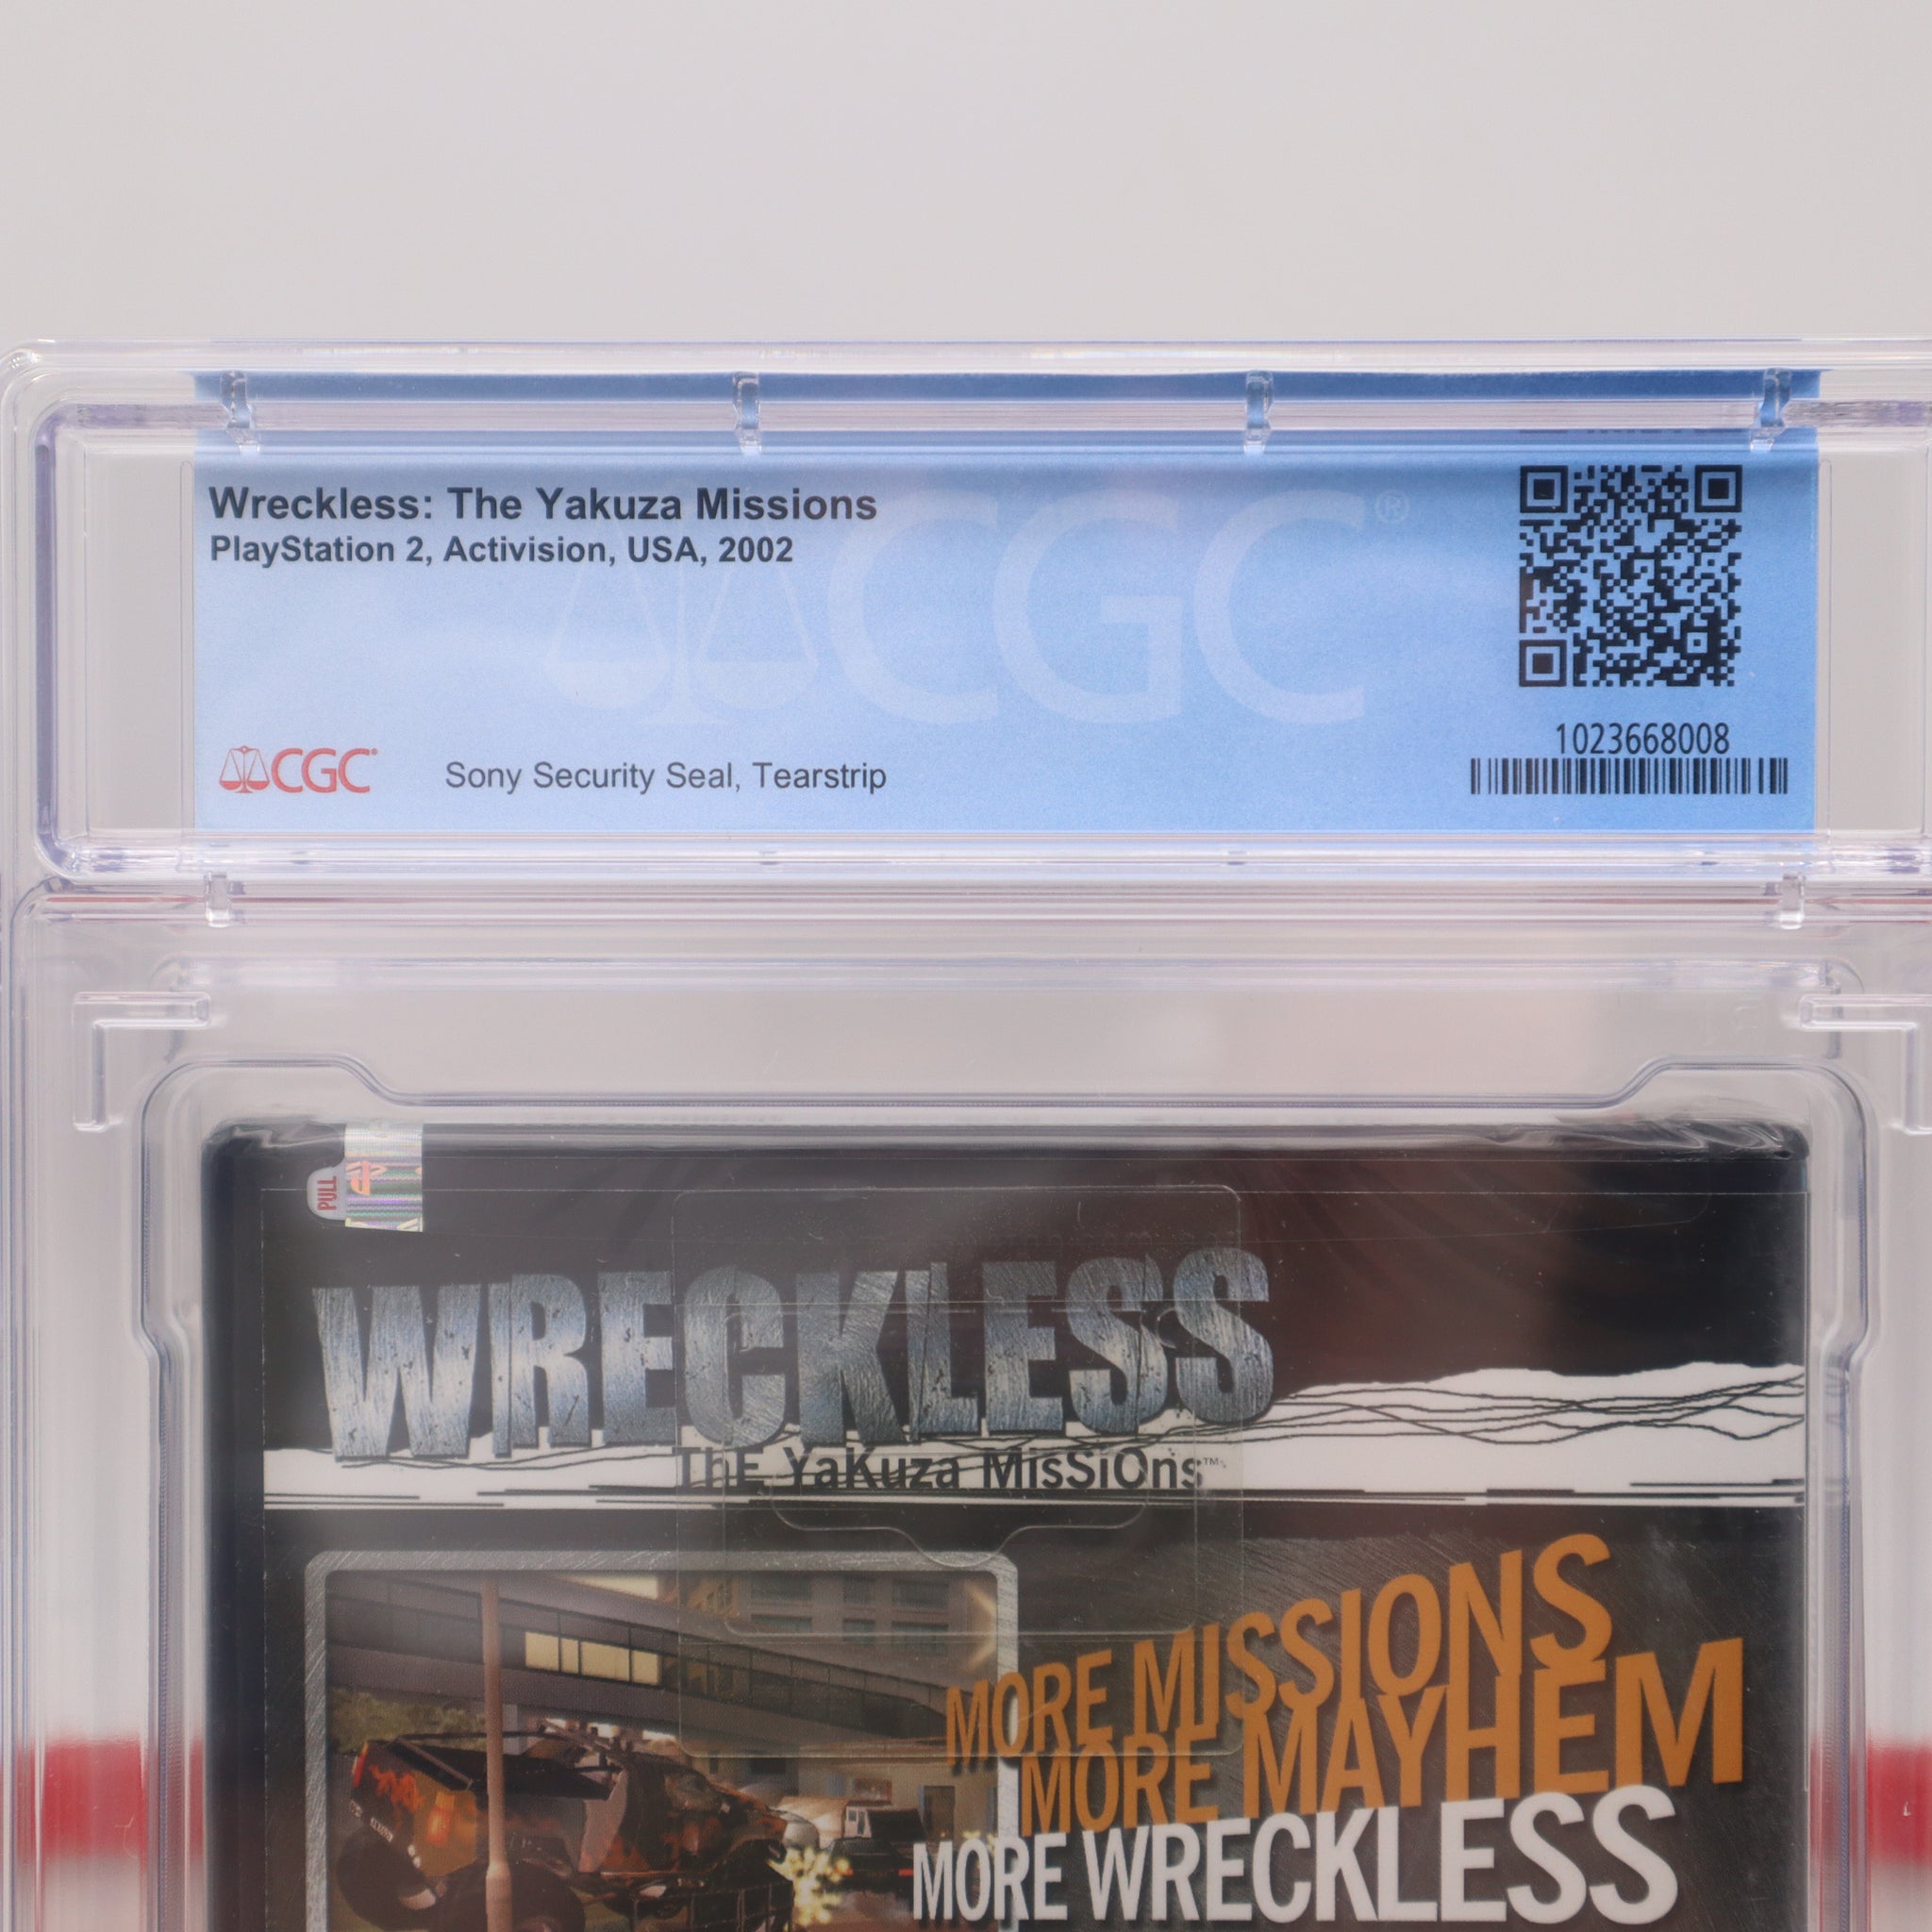 Wreckless: The Yakuza Missions
PlayStation 2, Activision, USA, 2002
CGC®
1023668008
CGC®
Sony Security Seal, Tearstrip
PULL
WRECKLESS
ThE YaKuza MisSiOns™
MORE MISSIONS
MORE MAYHEM
MORE WRECKLESS